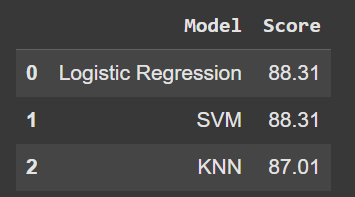 Model Score
0 Logistic Regression 88.31
1 SVM 88.31
2 KNN 87.01